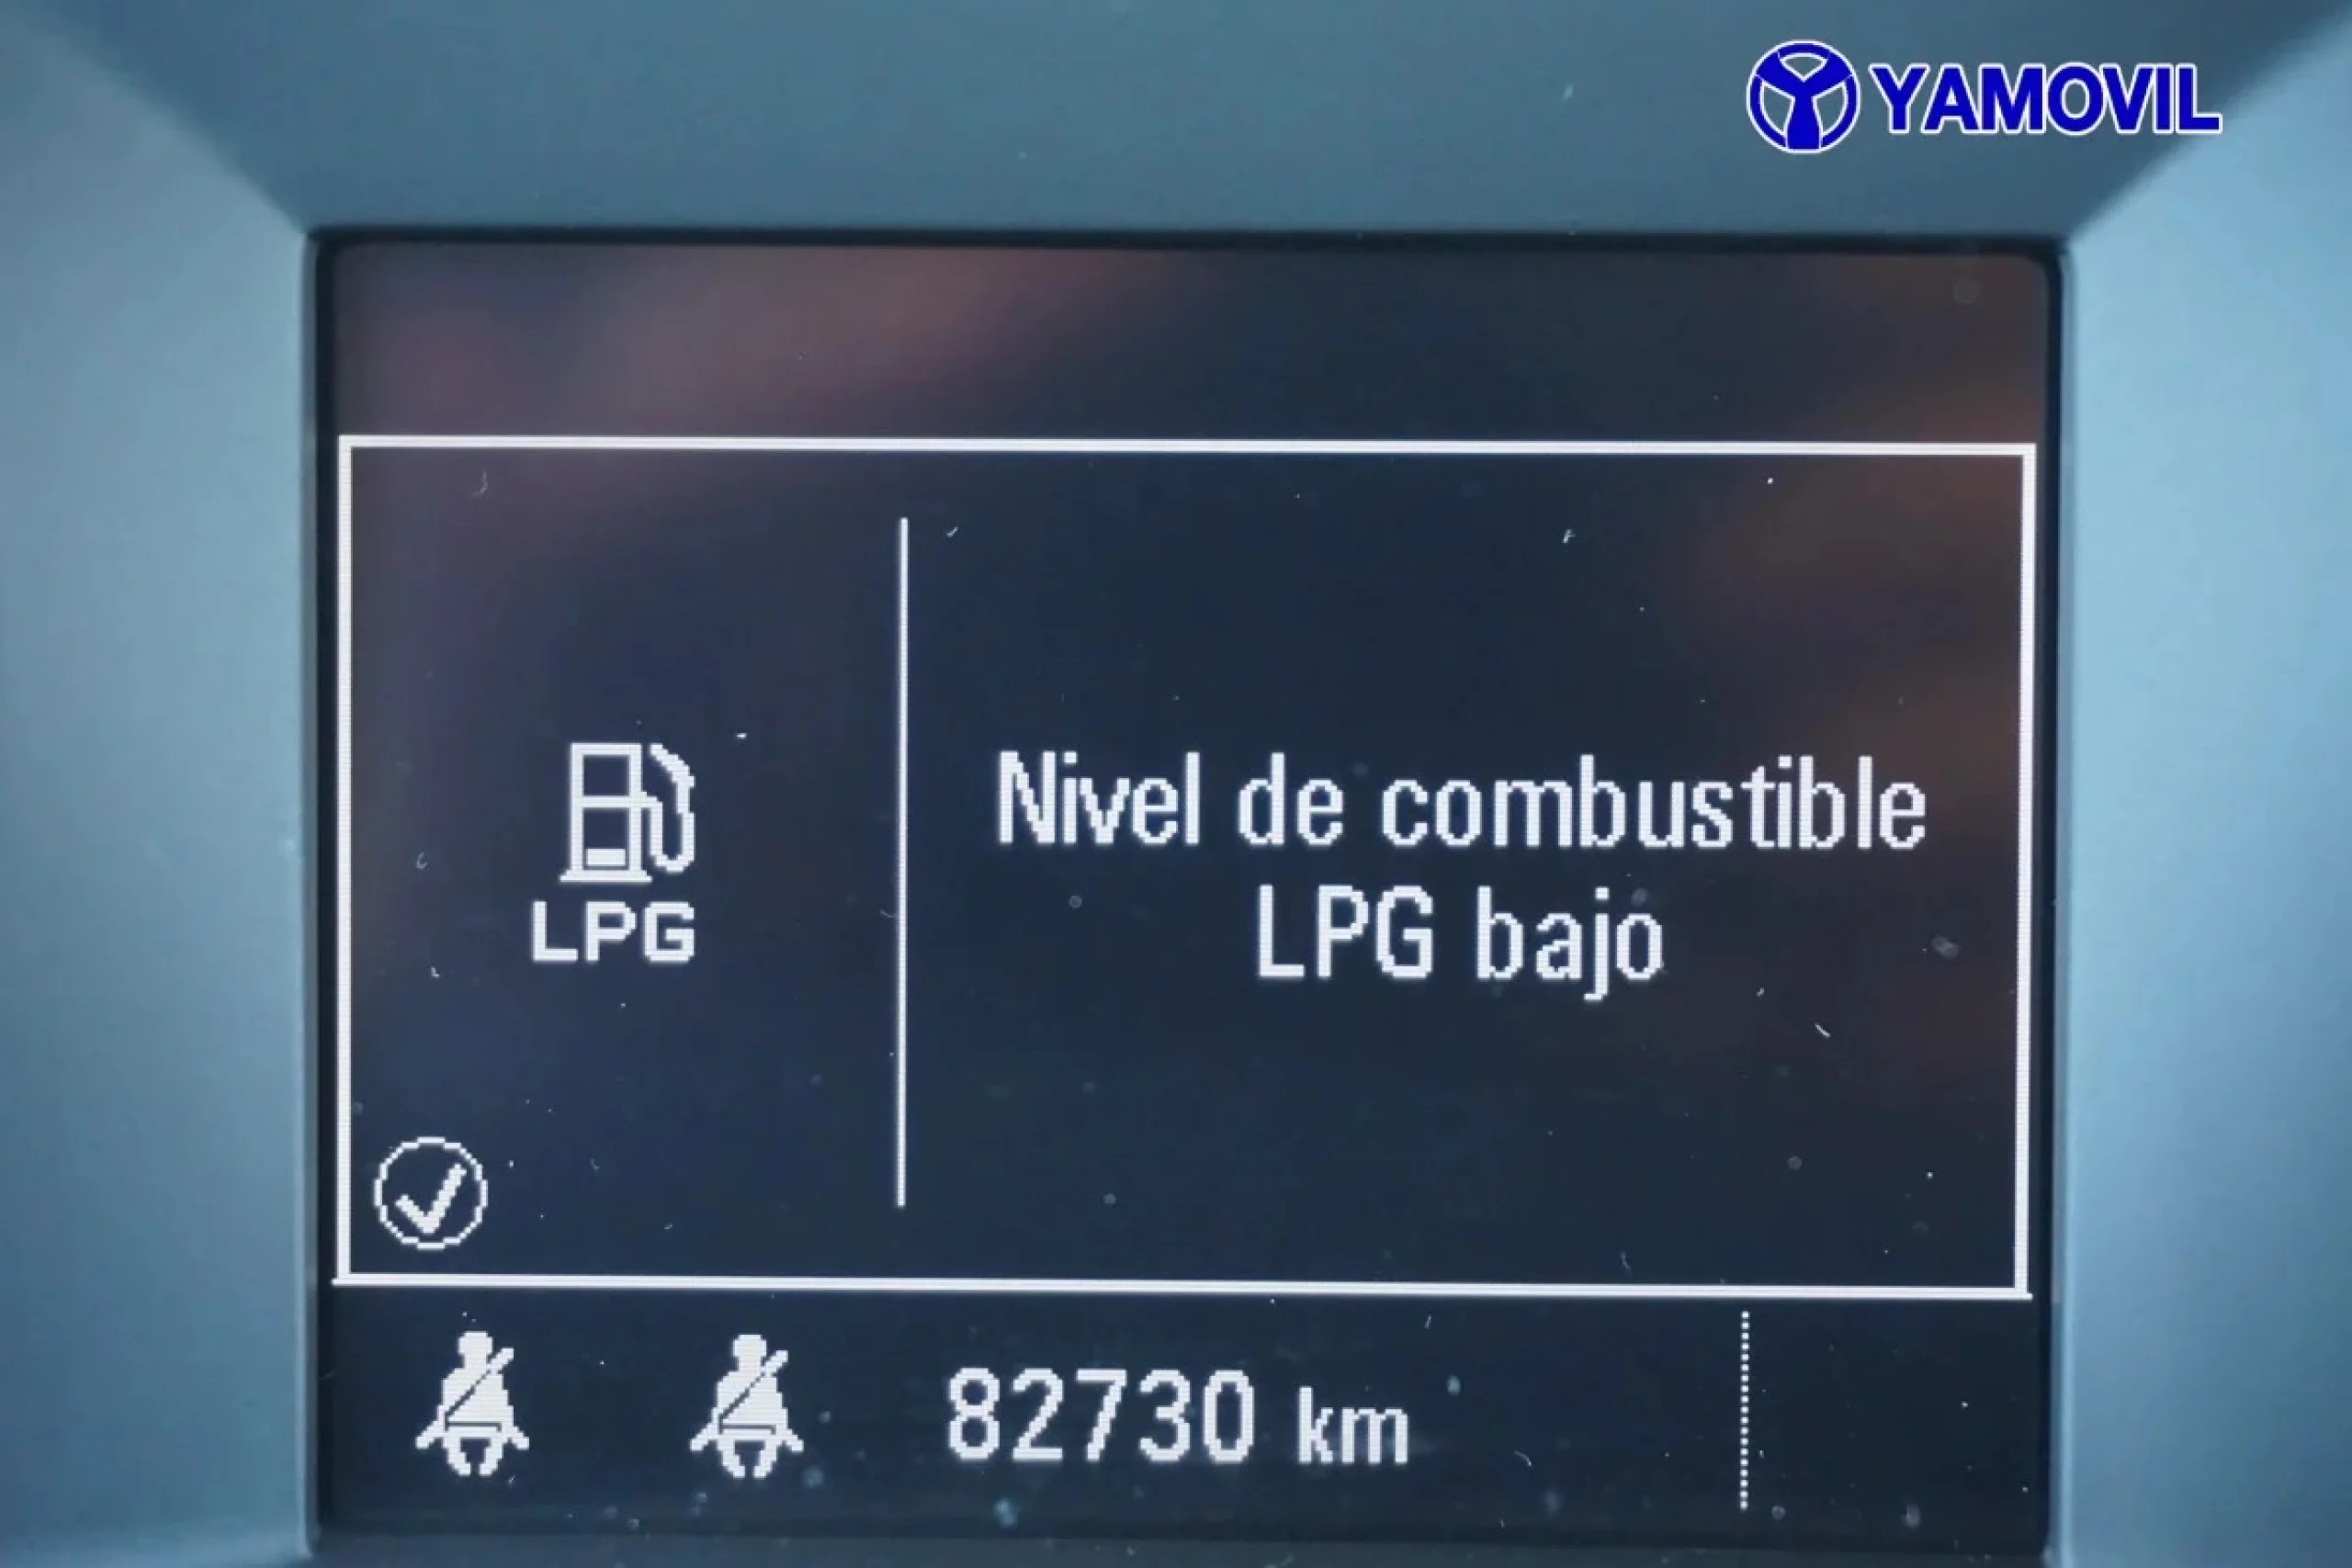 YAMOVIL
Nivel de combustible
LPG bajo
LPG
82730 km